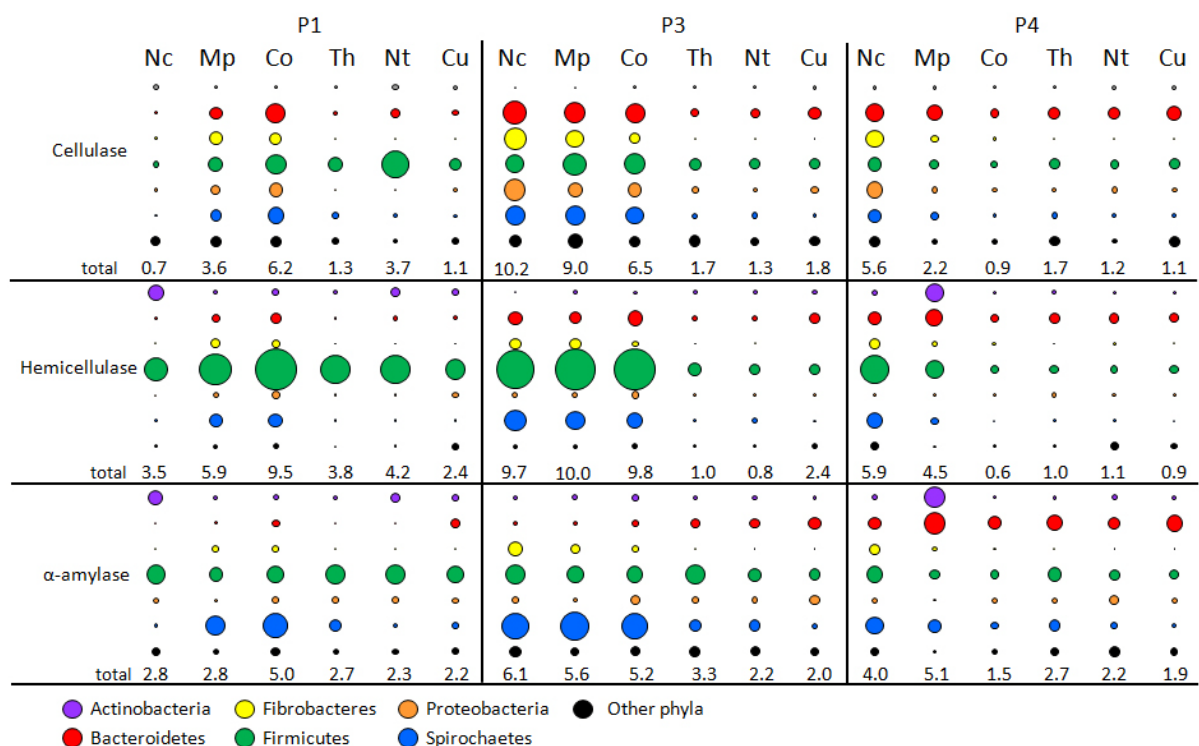 P1 P3 P4
Nc Mp Co Th Nt Cu Nc Mp Co Th Nt Cu Nc Mp Co Th Nt Cu
Cellulase
total 0.7 3.6 6.2 1.3 3.7 1.1 10.2 9.0 6.5 1.7 1.3 1.8 5.6 2.2 0.9 1.7 1.2 1.1
Hemicellulase
total 3.5 5.9 9.5 3.8 4.2 2.4 9.7 10.0 9.8 1.0 0.8 2.4 5.9 4.5 0.6 1.0 1.1 0.9
α-amylase
total 2.8 2.8 5.0 2.7 2.3 2.2 6.1 5.6 5.2 3.3 2.2 2.0 4.0 5.1 1.5 2.7 2.2 1.9
Actinobacteria Fibrobacteres Proteobacteria Other phyla
Bacteroidetes Firmicutes Spirochaetes